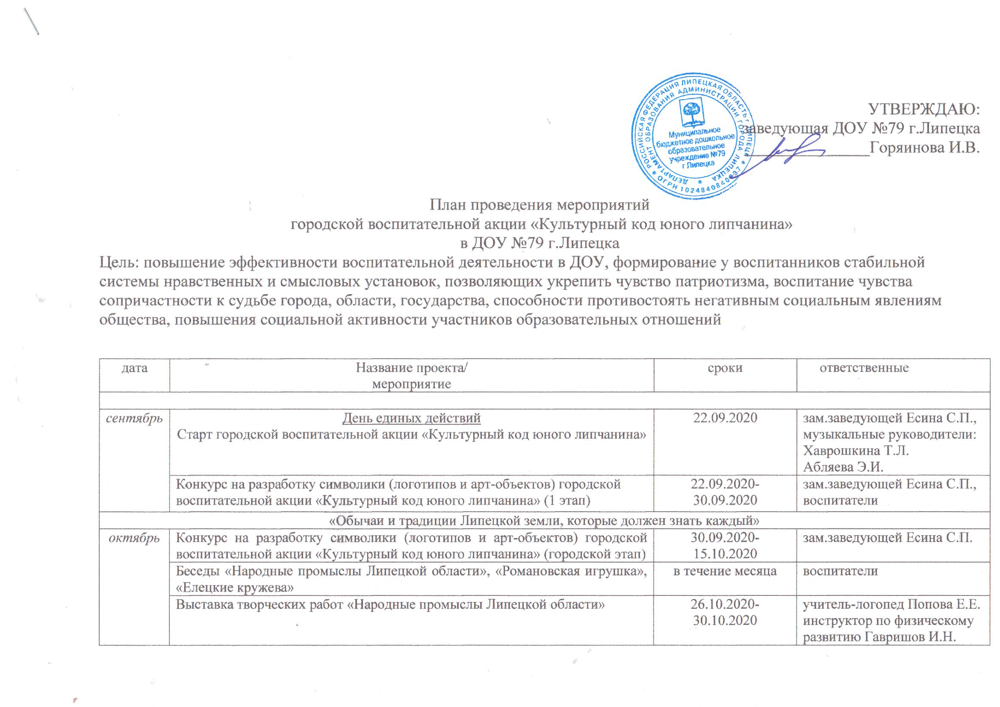 УТВЕРЖДАЮ:
заведующая ДОУ №79 г.Липецка
Горяинова И.В.
РОССИЙСКАЯ ФЕДЕРАЦИЯ ЛИПЕЦКАЯ ОБЛАСТЬ г ЛИПЕЦК
ДЕПАРТАМЕНТ ОБРАЗОВАНИЯ АДМИНИСТРАЦИИ ГОРОДА ЛИПЕЦКА
ОГРН
Муниципальное
бюджетное дошкольное
образовательное
учреждение №79
г Липецка
План проведения мероприятий
городской воспитательной акции «Культурный код юного липчанина»
в ДОУ №79 г.Липецка
Цель: повышение эффективности воспитательной деятельности в ДОУ, формирование у воспитанников стабильной
системы нравственных и смысловых установок, позволяющих укрепить чувство патриотизма, воспитание чувства
сопричастности к судьбе города, области, государства, способности противостоять негативным социальным явлениям
общества, повышения социальной активности участников образовательных отношений
дата
Название проекта/
мероприятие
сроки
ответственные
сентябрь
День единых действий
Старт городской воспитательной акции «Культурный код юного липчанина»
22.09.2020
зам.заведующей Есина С.П.,
музыкальные руководители:
Хаврошкина Т.Л.
Абляева Э.И.
Конкурс на разработку символики (логотипов и арт-объектов) городской
воспитательной акции «Культурный код юного липчанина» (1 этап)
22.09.2020-
30.09.2020
зам.заведующей Есина С.П.,
воспитатели
«Обычаи и традиции Липецкой земли, которые должен знать каждый»
октябрь
Конкурс на разработку символики (логотипов и арт-объектов) городской
воспитательной акции «Культурный код юного липчанина» (городской этап)
30.09.2020-
15.10.2020
зам.заведующей Есина С.П.
Беседы «Народные промыслы Липецкой области», «Романовская игрушка»,
«Елецкие кружева»
в течение месяца
воспитатели
Выставка творческих работ «Народные промыслы Липецкой области»
26.10.2020-
30.10.2020
учитель-логопед Попова Е.Е.
инструктор по физическому
развитию Гавришов И.Н.